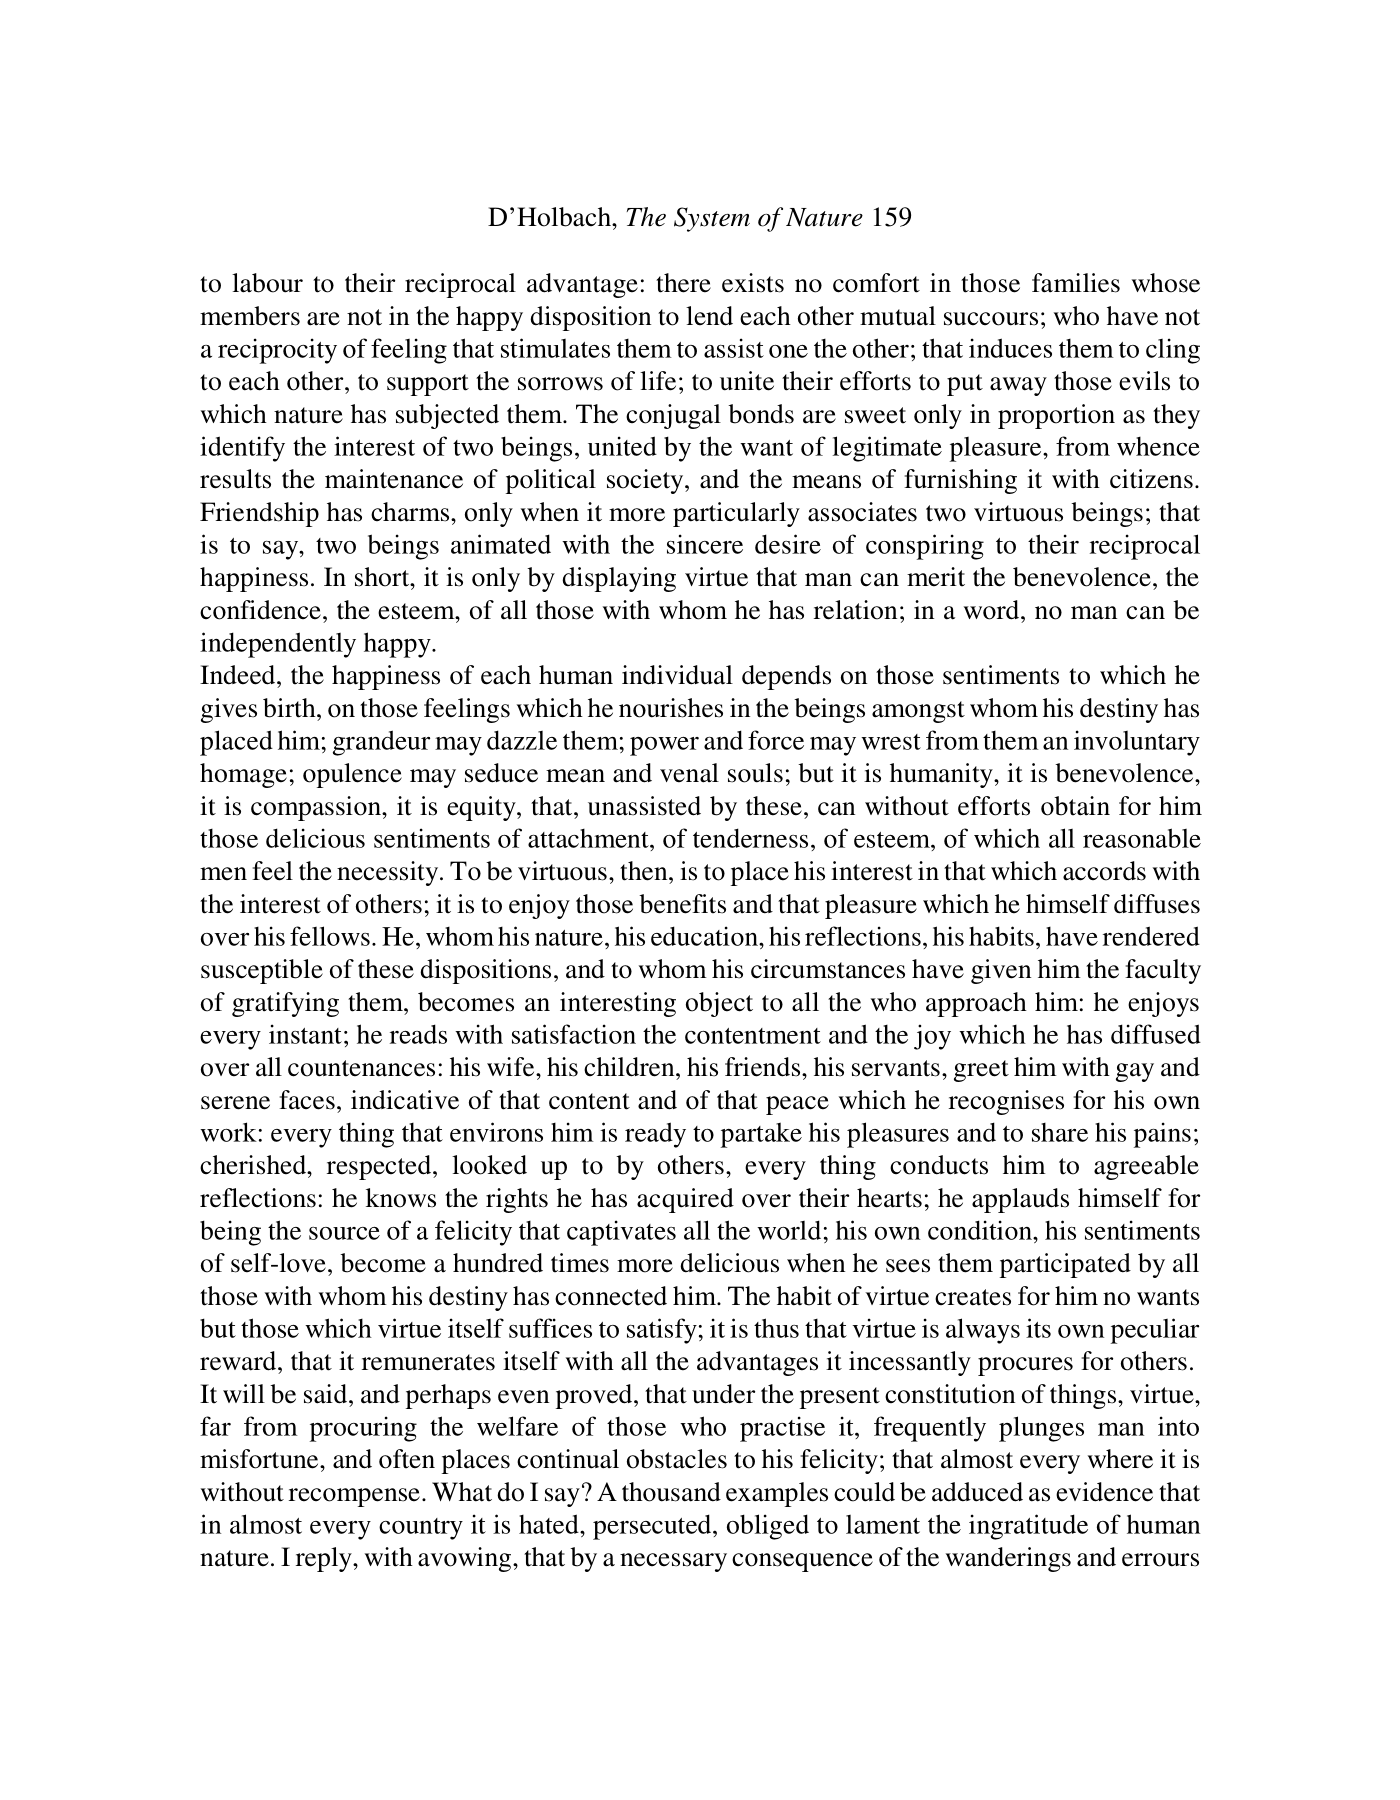 D’Holbach, The System of Nature 159
to labour to their reciprocal advantage: there exists no comfort in those families whose
members are not in the happy disposition to lend each other mutual succours; who have not
a reciprocity of feeling that stimulates them to assist one the other; that induces them to cling
to each other, to support the sorrows of life; to unite their efforts to put away those evils to
which nature has subjected them. The conjugal bonds are sweet only in proportion as they
identify the interest of two beings, united by the want of legitimate pleasure, from whence
results the maintenance of political society, and the means of furnishing it with citizens.
Friendship has charms, only when it more particularly associates two virtuous beings; that
is to say, two beings animated with the sincere desire of conspiring to their reciprocal
happiness. In short, it is only by displaying virtue that man can merit the benevolence, the
confidence, the esteem, of all those with whom he has relation; in a word, no man can be
independently happy.
Indeed, the happiness of each human individual depends on those sentiments to which he
gives birth, on those feelings which he nourishes in the beings amongst whom his destiny has
placed him; grandeur may dazzle them; power and force may wrest from them an involuntary
homage; opulence may seduce mean and venal souls; but it is humanity, it is benevolence,
it is compassion, it is equity, that, unassisted by these, can without efforts obtain for him
those delicious sentiments of attachment, of tenderness, of esteem, of which all reasonable
men feel the necessity. To be virtuous, then, is to place his interest in that which accords with
the interest of others; it is to enjoy those benefits and that pleasure which he himself diffuses
over his fellows. He, whom his nature, his education, his reflections, his habits, have rendered
susceptible of these dispositions, and to whom his circumstances have given him the faculty
of gratifying them, becomes an interesting object to all the who approach him: he enjoys
every instant; he reads with satisfaction the contentment and the joy which he has diffused
over all countenances: his wife, his children, his friends, his servants, greet him with gay and
serene faces, indicative of that content and of that peace which he recognises for his own
work: every thing that environs him is ready to partake his pleasures and to share his pains;
cherished, respected, looked up to by others, every thing conducts him to agreeable
reflections: he knows the rights he has acquired over their hearts; he applauds himself for
being the source of a felicity that captivates all the world; his own condition, his sentiments
of self-love, become a hundred times more delicious when he sees them participated by all
those with whom his destiny has connected him. The habit of virtue creates for him no wants
but those which virtue itself suffices to satisfy; it is thus that virtue is always its own peculiar
reward, that it remunerates itself with all the advantages it incessantly procures for others.
It will be said, and perhaps even proved, that under the present constitution of things, virtue,
far from procuring the welfare of those who practise it, frequently plunges man into
misfortune, and often places continual obstacles to his felicity; that almost every where it is
without recompense. What do I say? A thousand examples could be adduced as evidence that
in almost every country it is hated, persecuted, obliged to lament the ingratitude of human
nature. I reply, with avowing, that by a necessary consequence of the wanderings and errours